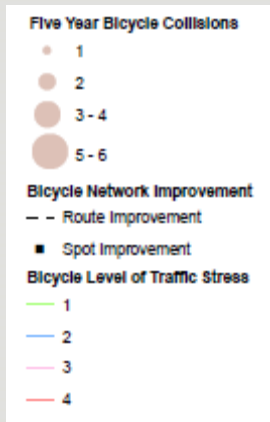 Five Year Bicycle Collisions
1
2
3 - 4
5 - 6
Bicycle Network Improvement
Route Improvement
Spot Improvement
Bicycle Level of Traffic Stress
1
2
3
4